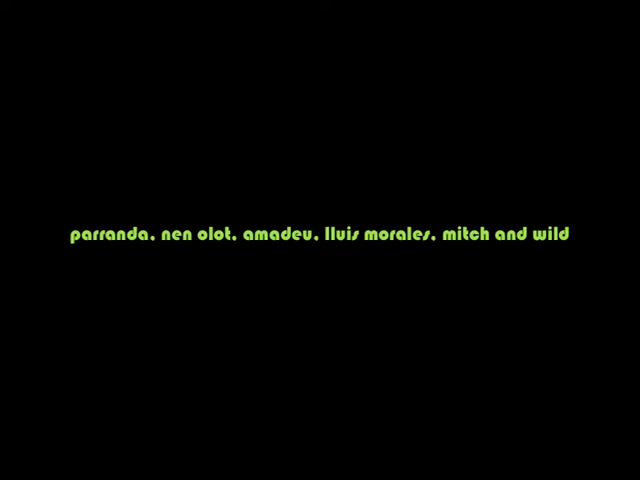 parranda, nen olot, amadeu, lluis morales, mitch and wild